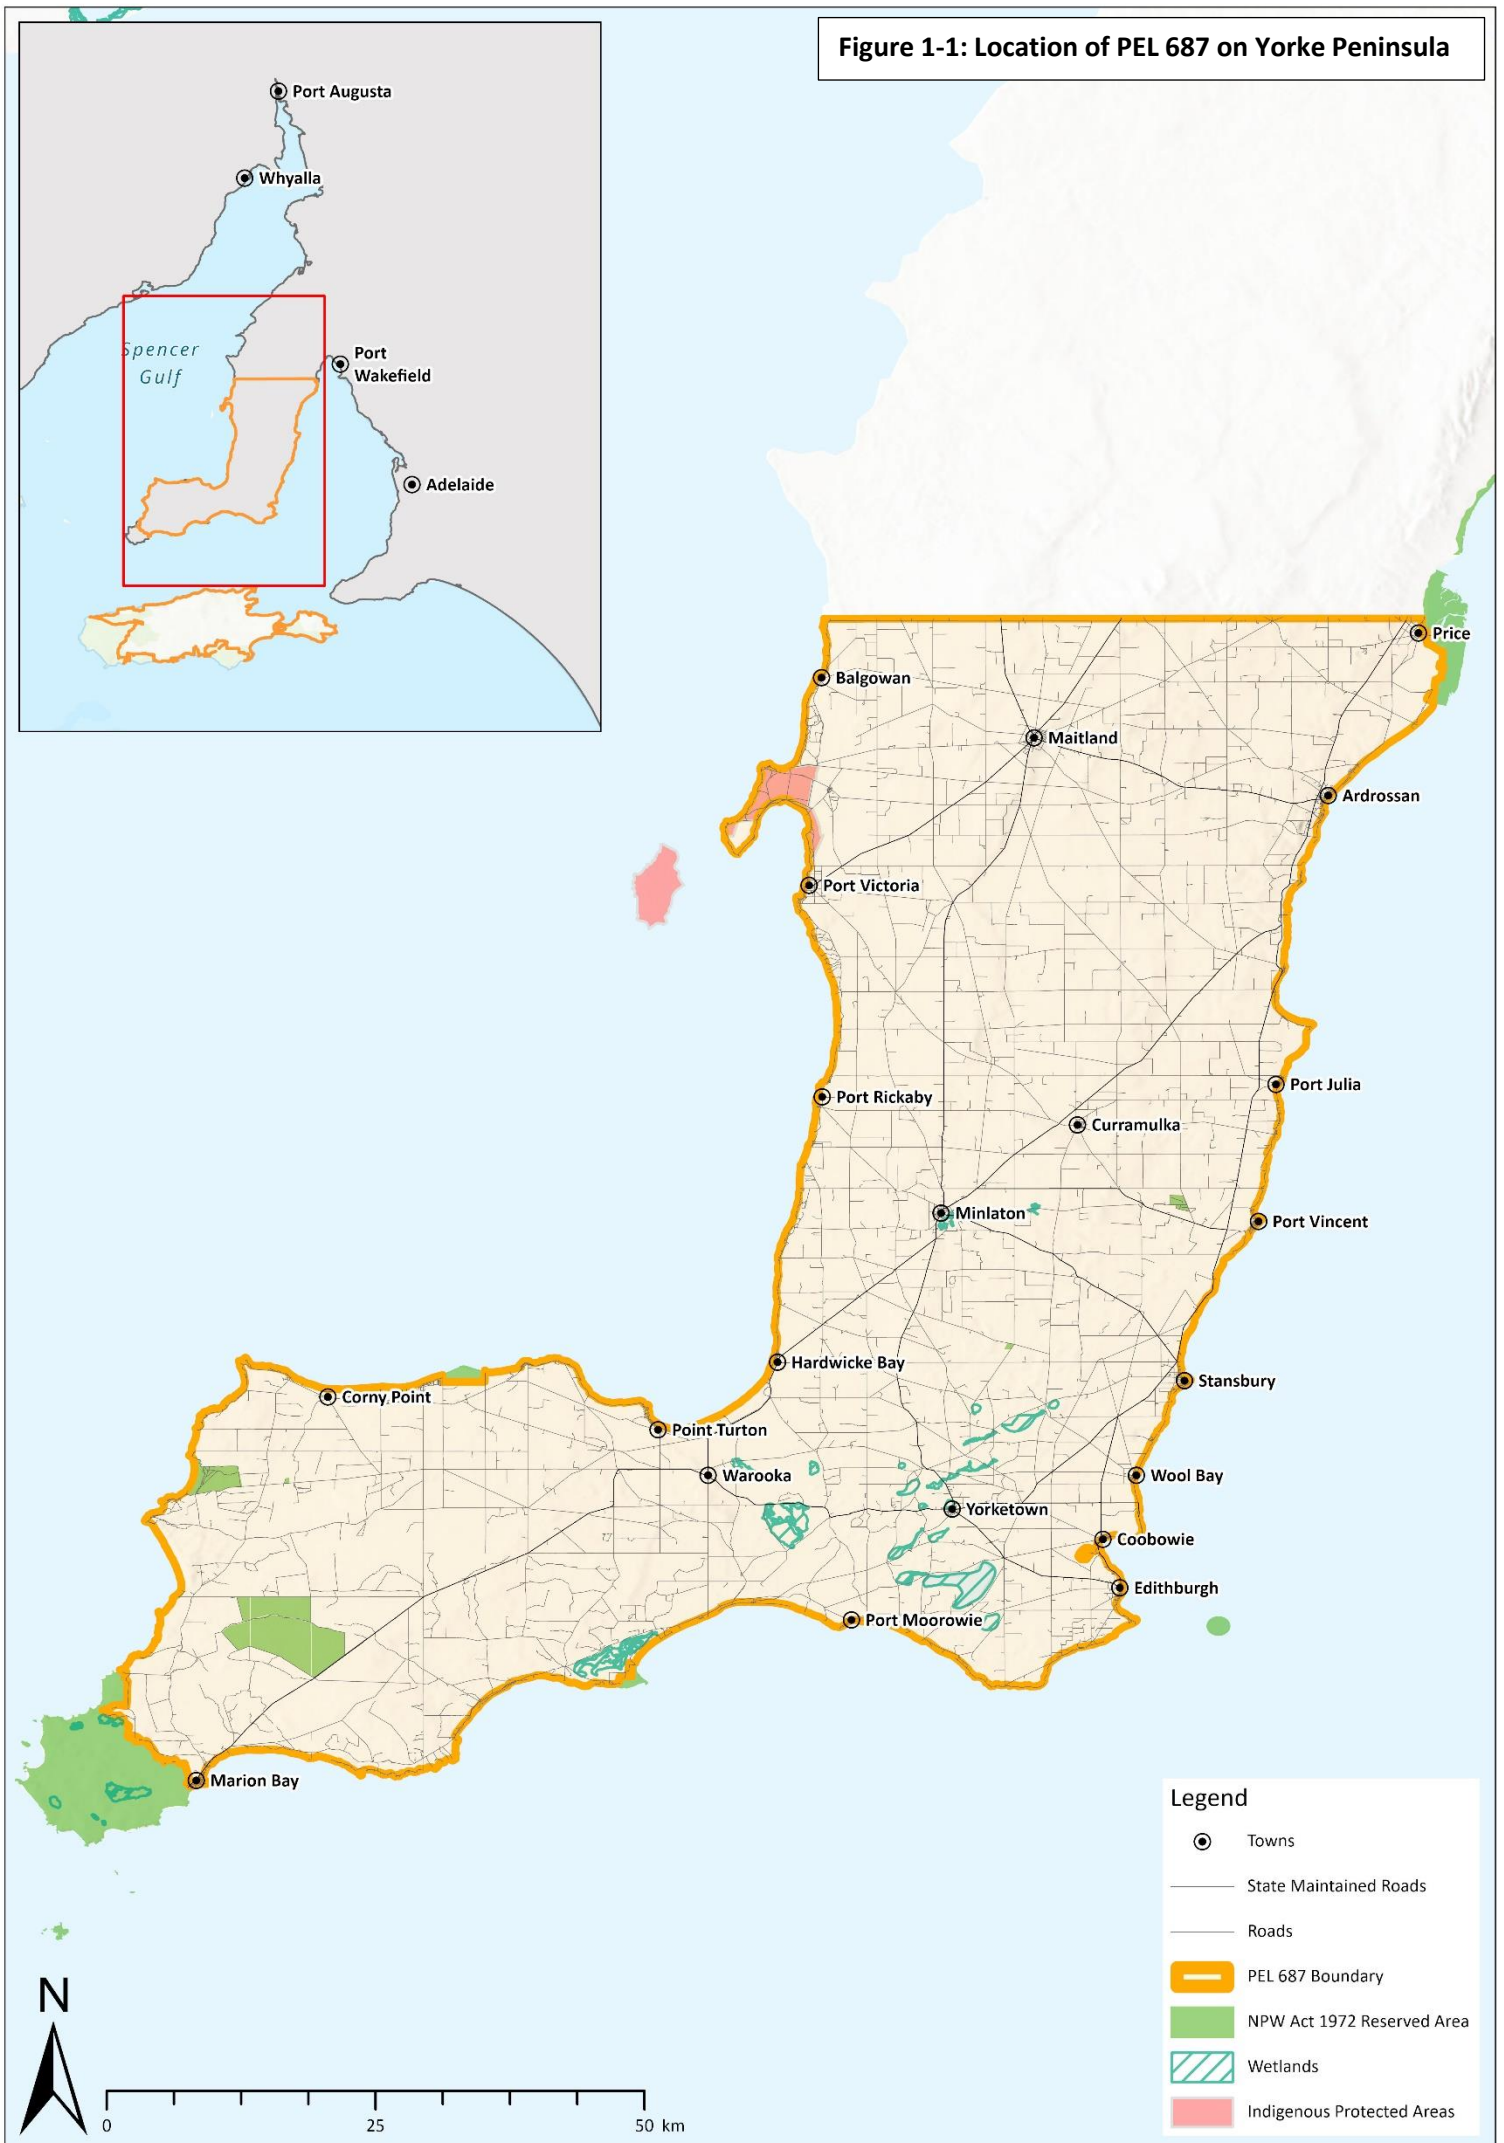 Figure 1-1: Location of PEL 687 on Yorke Peninsula
Port Augusta
Whyalla
Spencer
Gulf
Port
Wakefield
Adelaide
Price
Balgowan
Maitland
Ardrossan
Port Victoria
Port Julia
Port Rickaby
Curramulka
Minlaton
Port Vincent
Hardwicke Bay
Stansbury
Corny Point
Point Turton
Warooka
Wool Bay
Yorketown
Coobowie
Edithburgh
Port Moorowie
Marion Bay
Legend
Towns
State Maintained Roads
Roads
PEL 687 Boundary
NPW Act 1972 Reserved Area
Wetlands
Indigenous Protected Areas
N
0 25 50 km